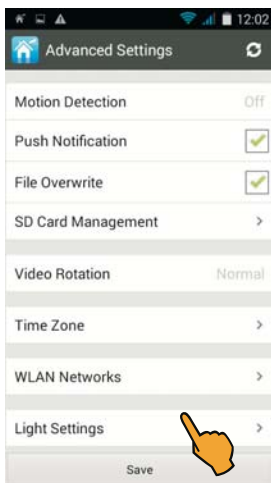 12:02
Advanced Settings
Motion Detection Off
Push Notification
File Overwrite
SD Card Management
Video Rotation Normal
Time Zone
WLAN Networks
Light Settings
Save